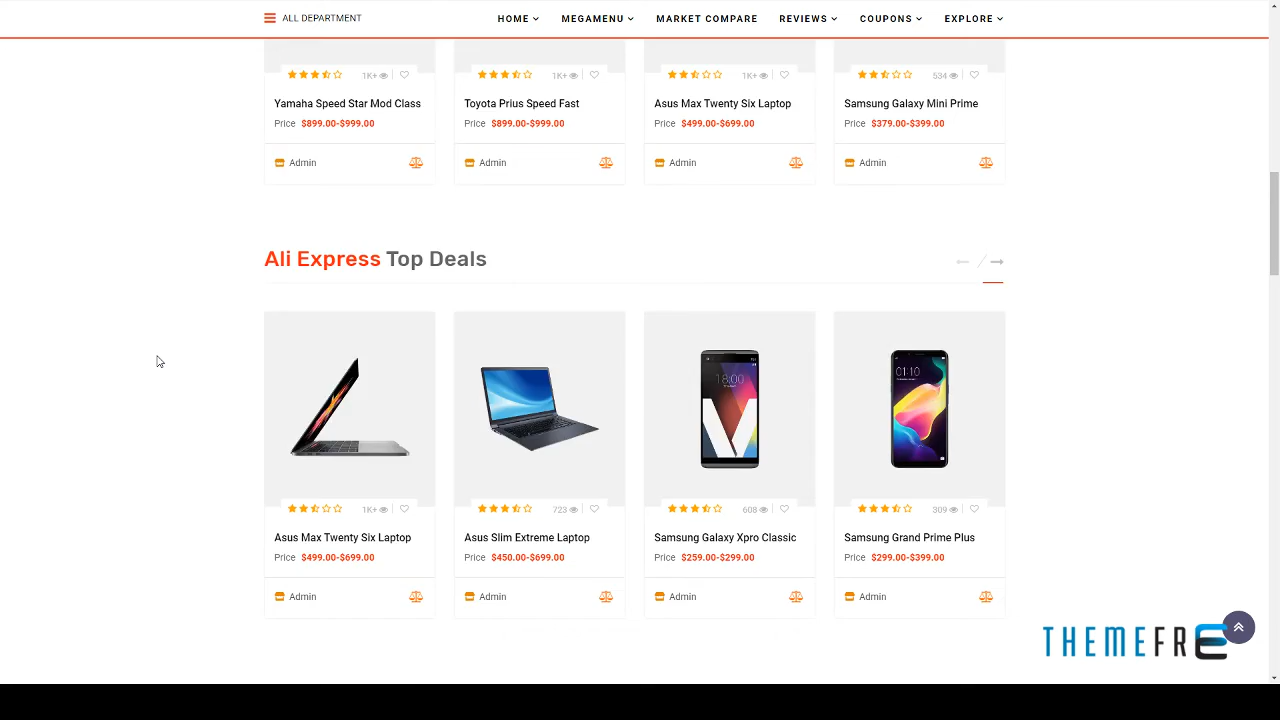 ALL DEPARTMENT
HOME MEGAMENU MARKET COMPARE REVIEWS COUPONS EXPLORE
1K+ 1K+ 1K+ 534
Yamaha Speed Star Mod Class Toyota Prius Speed Fast Asus Max Twenty Six Laptop Samsung Galaxy Mini Prime
Price $899.00-$999.00 Price $899.00-$999.00 Price $499.00-$699.00 Price $379.00-$399.00
Admin Admin Admin Admin
Ali Express Top Deals
18:00 01:10
1K+ 723 608 309
Asus Max Twenty Six Laptop Asus Slim Extreme Laptop Samsung Galaxy Xpro Classic Samsung Grand Prime Plus
Price $499.00-$699.00 Price $450.00-$699.00 Price $259.00-$299.00 Price $299.00-$399.00
Admin Admin Admin Admin
THEMEFRE